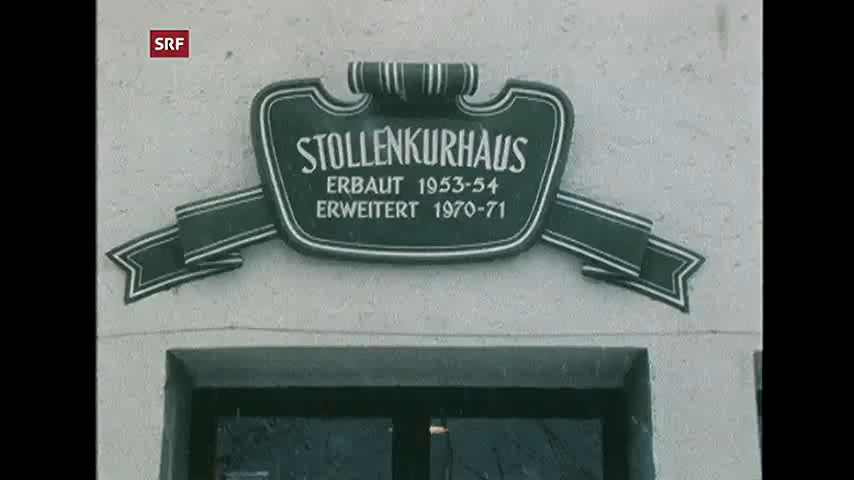 SRF
STOLLENKURHAUS
ERBAUT 1953-54
ERWEITERT 1970-71